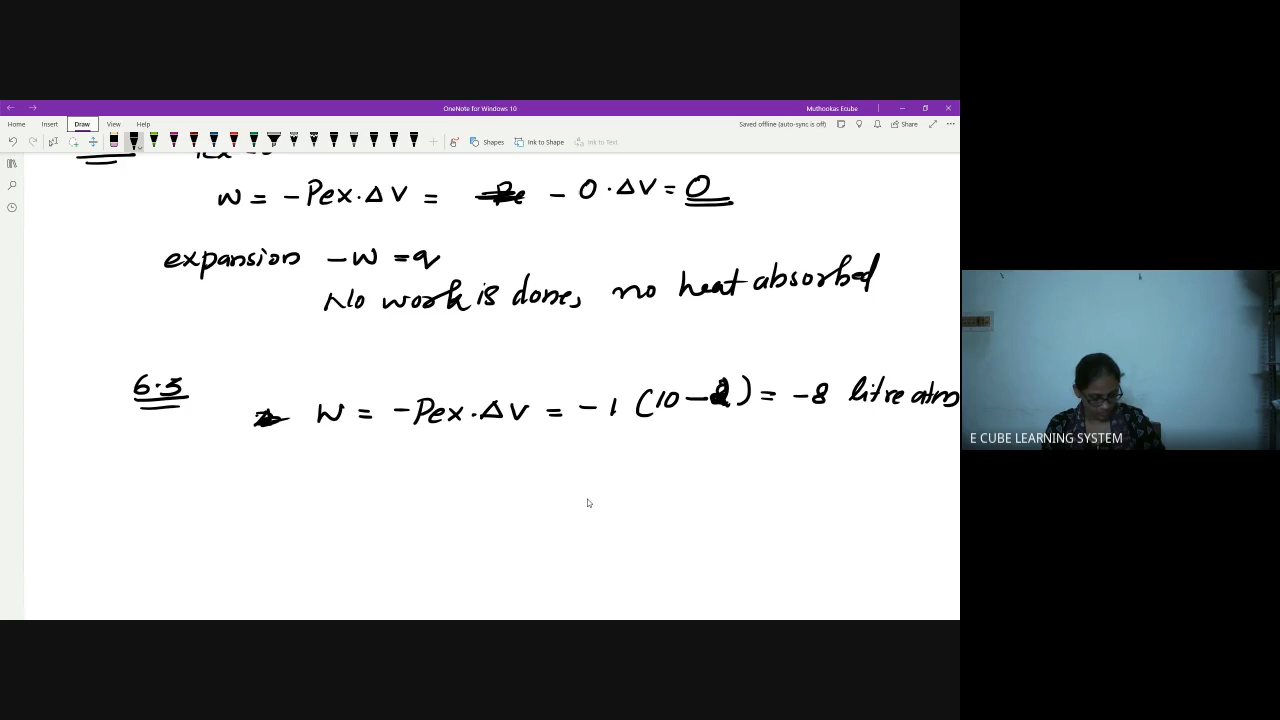 OneNote for Windows 10
Muthookas Ecube
Home Insert Draw View Help
Saved offline (auto-sync is off)
Share
Shapes
Ink to Shape
Ink to Text
w = -Pex.ΔV = - 0.ΔV = 0
expansion -w = q
No work is done, no heat absorbed
6.3
w = -Pex.ΔV = -1 (10-2) = -8 litre atm
E CUBE LEARNING SYSTEM